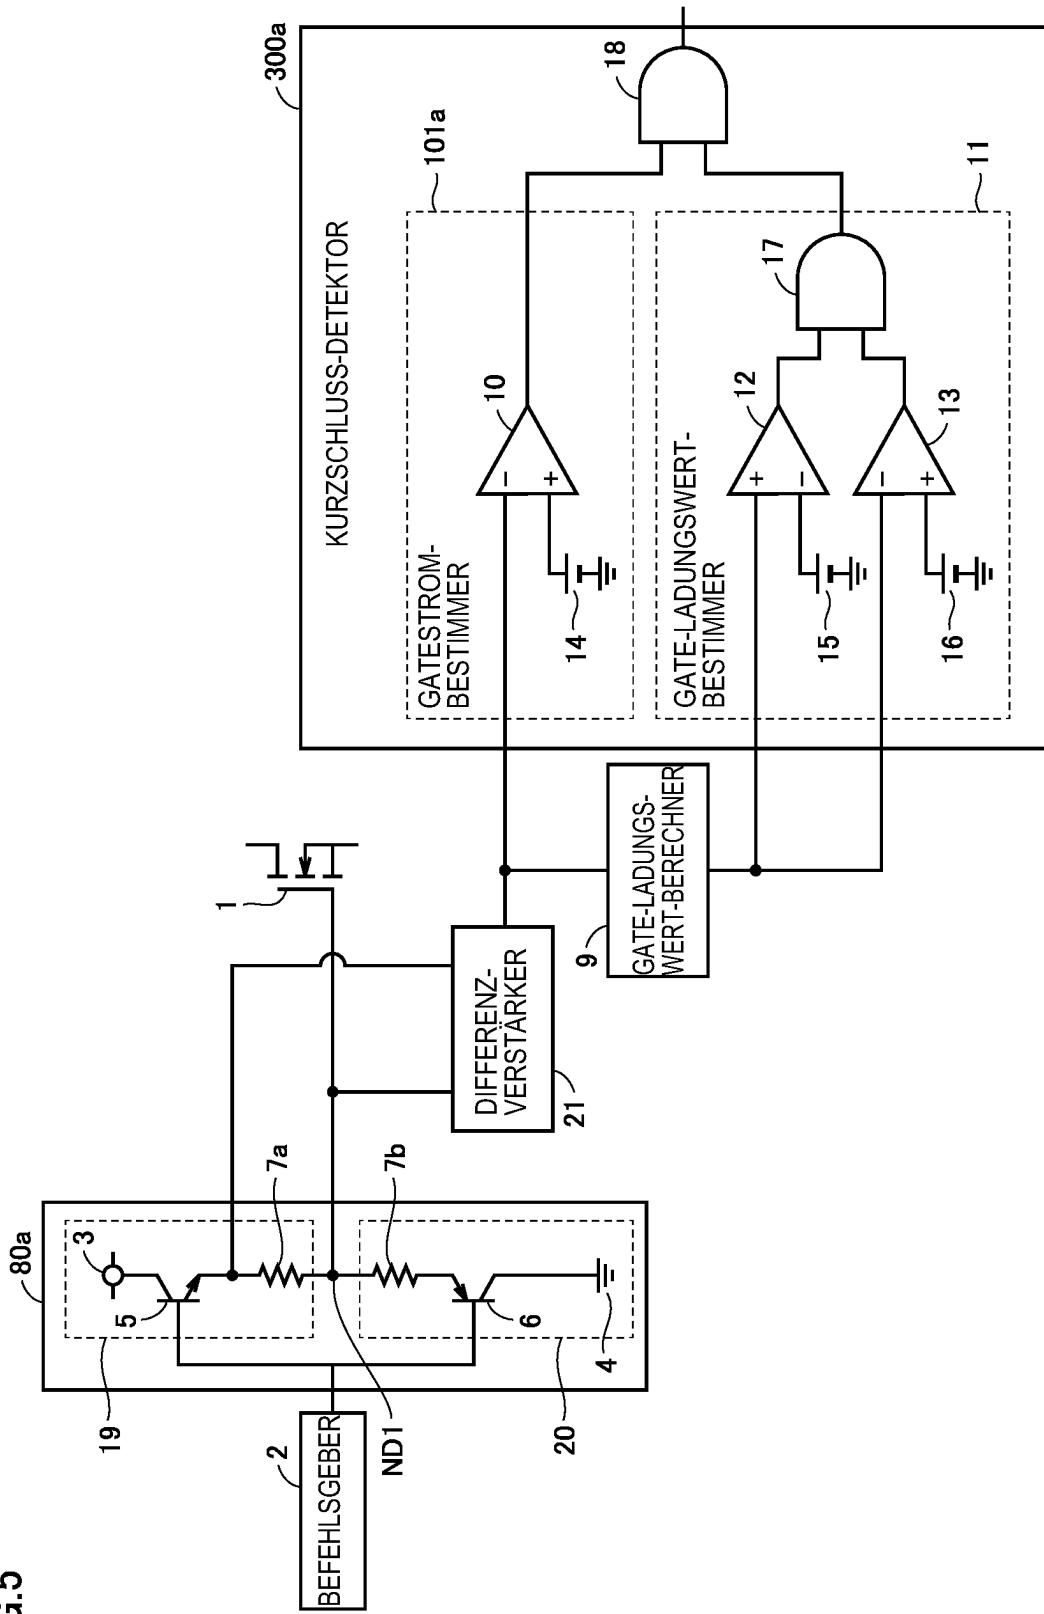 G.5
80a
19
3
5
7a
7b
6
4
20
2
BEFEHLSGEBER
ND1
1
DIFFERENZ-
VERSTÄRKER
21
9
GATE-LADUNGS-
WERT-BERECHNER
300a
KURZSCHLUSS-DETEKTOR
101a
GATESTROM-
BESTIMMER
10
–
+
14
GATE-LADUNGSWERT-
BESTIMMER
11
12
+
–
15
13
–
+
16
17
18